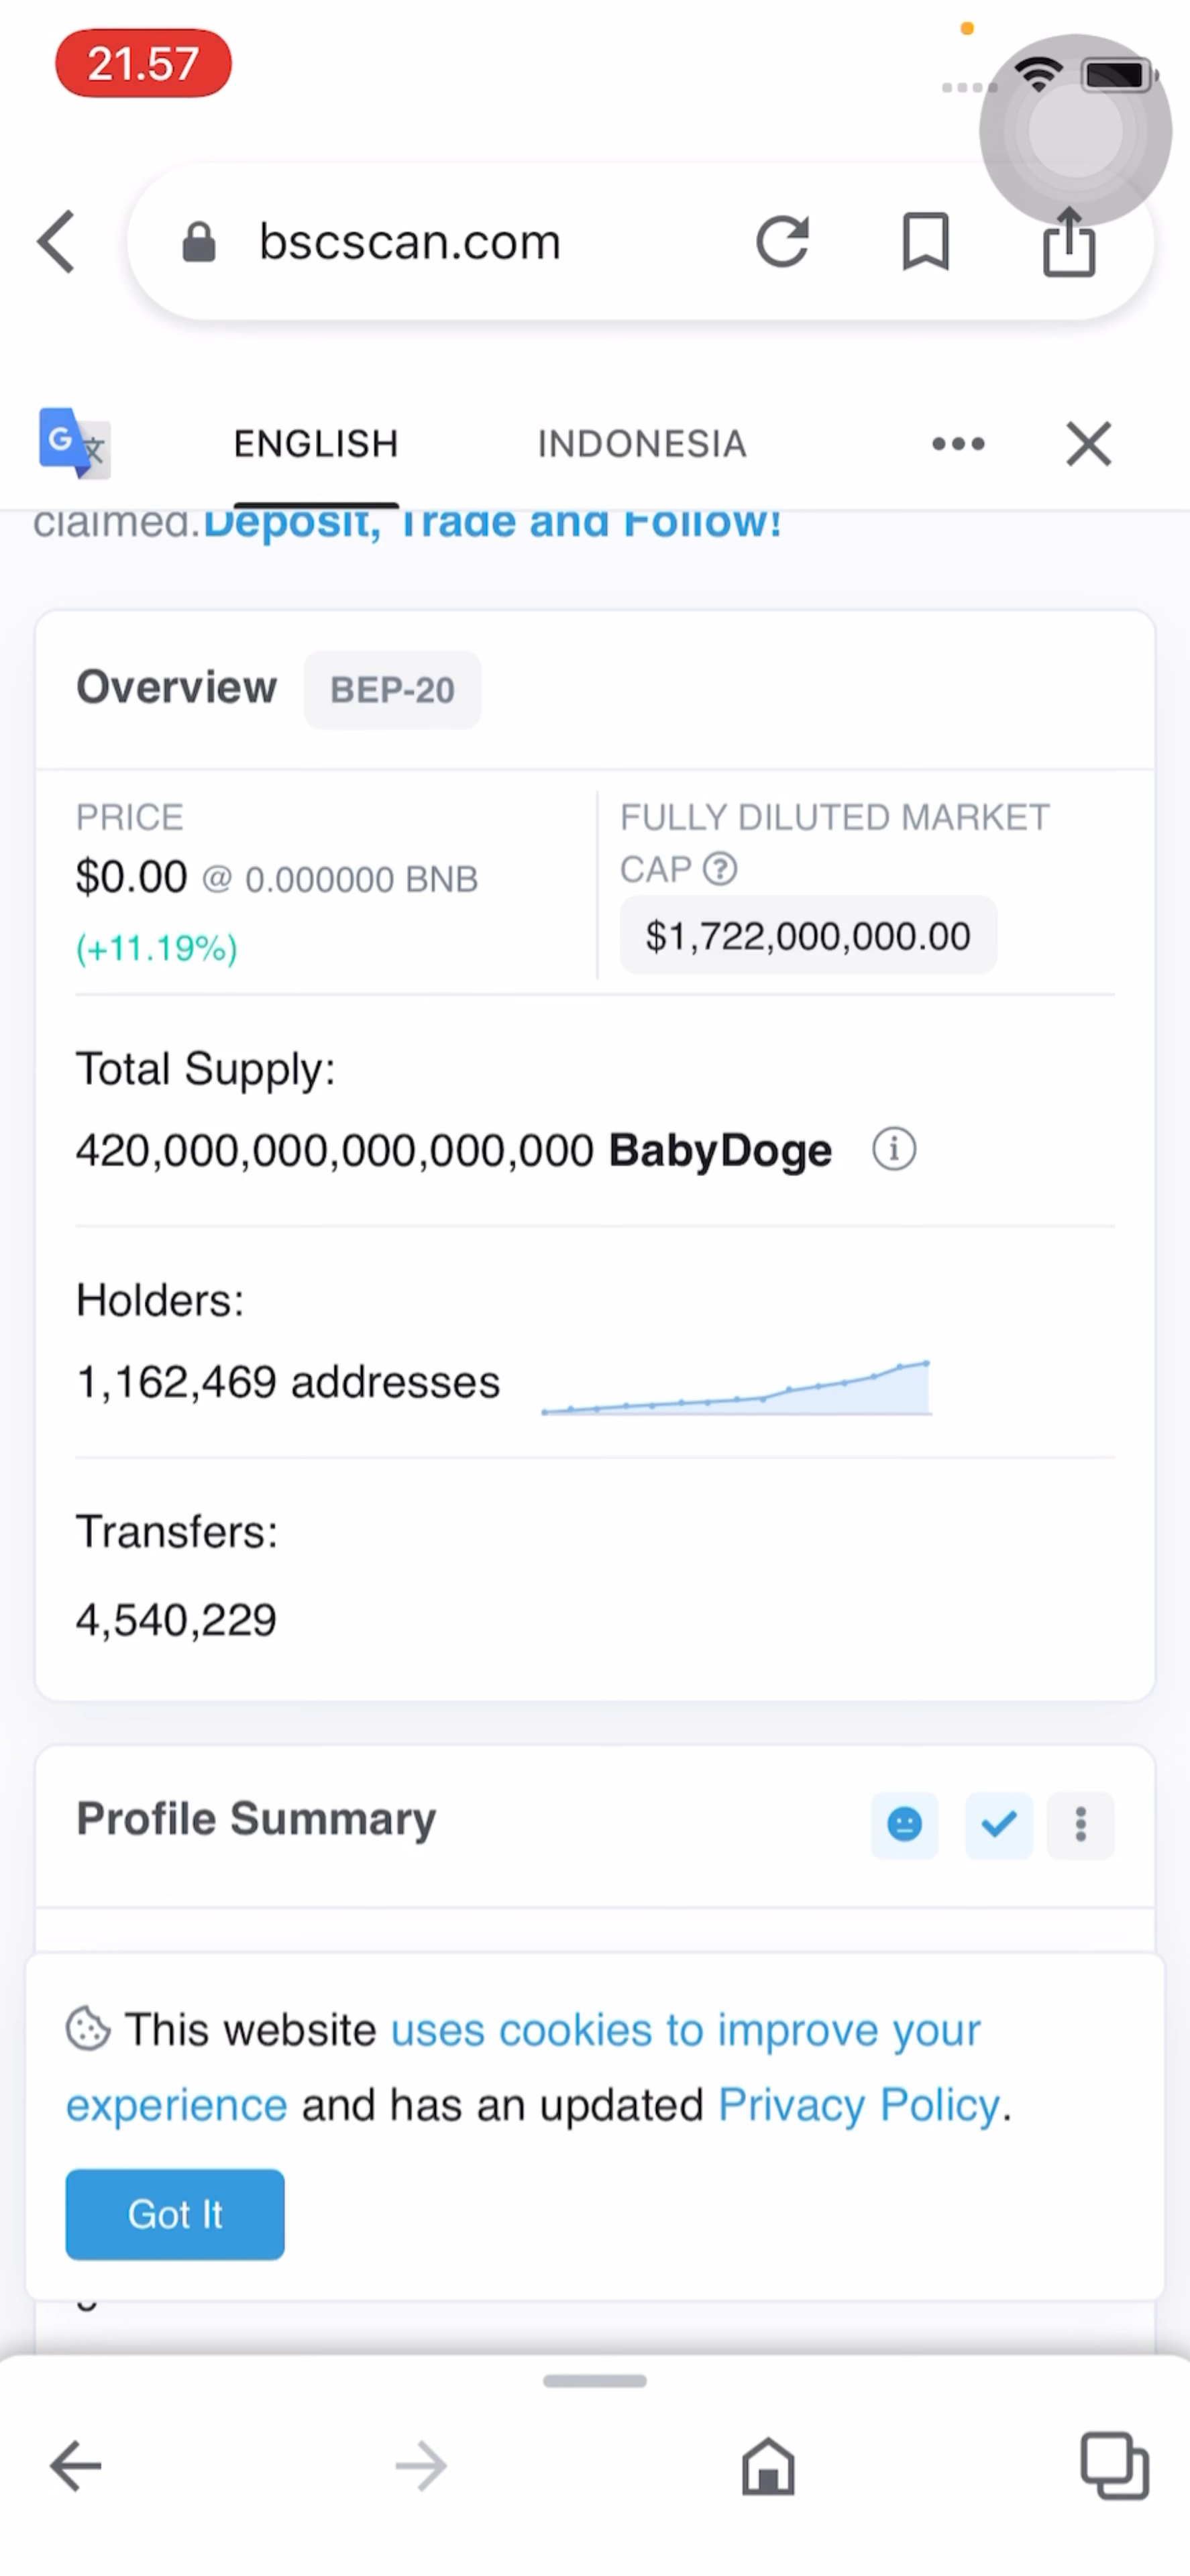 21.57
bscscan.com
ENGLISH INDONESIA
claimed.Deposit, Trade and Follow!
Overview BEP-20
PRICE
$0.00 @ 0.000000 BNB
(+11.19%)
FULLY DILUTED MARKET
CAP
$1,722,000,000.00
Total Supply:
420,000,000,000,000,000 BabyDoge
Holders:
1,162,469 addresses
Transfers:
4,540,229
Profile Summary
This website uses cookies to improve your
experience and has an updated Privacy Policy.
Got It